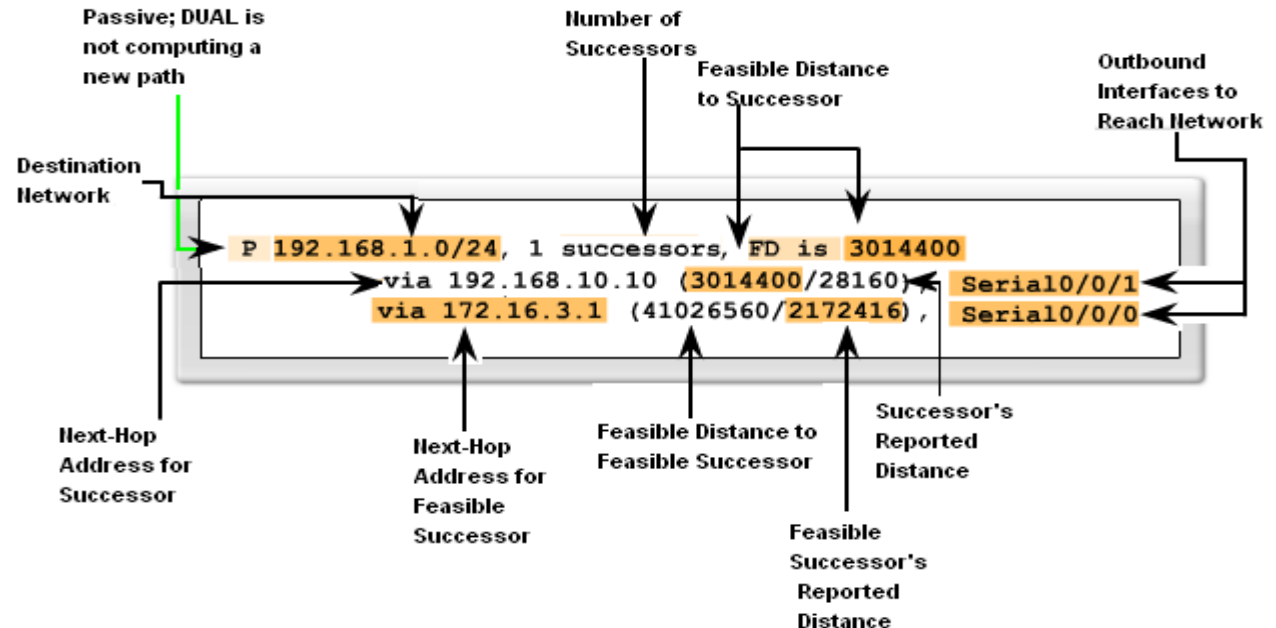 Passive; DUAL is
not computing a
new path
Number of
Successors
Feasible Distance
to Successor
Outbound
Interfaces to
Reach Network
Destination
Network
P 192.168.1.0/24, 1 successors, FD is 3014400
via 192.168.10.10 (3014400/28160), Serial0/0/1
via 172.16.3.1 (41026560/2172416), Serial0/0/0
Next-Hop
Address for
Successor
Next-Hop
Address for
Feasible
Successor
Feasible Distance to
Feasible Successor
Successor's
Reported
Distance
Feasible
Successor's
Reported
Distance